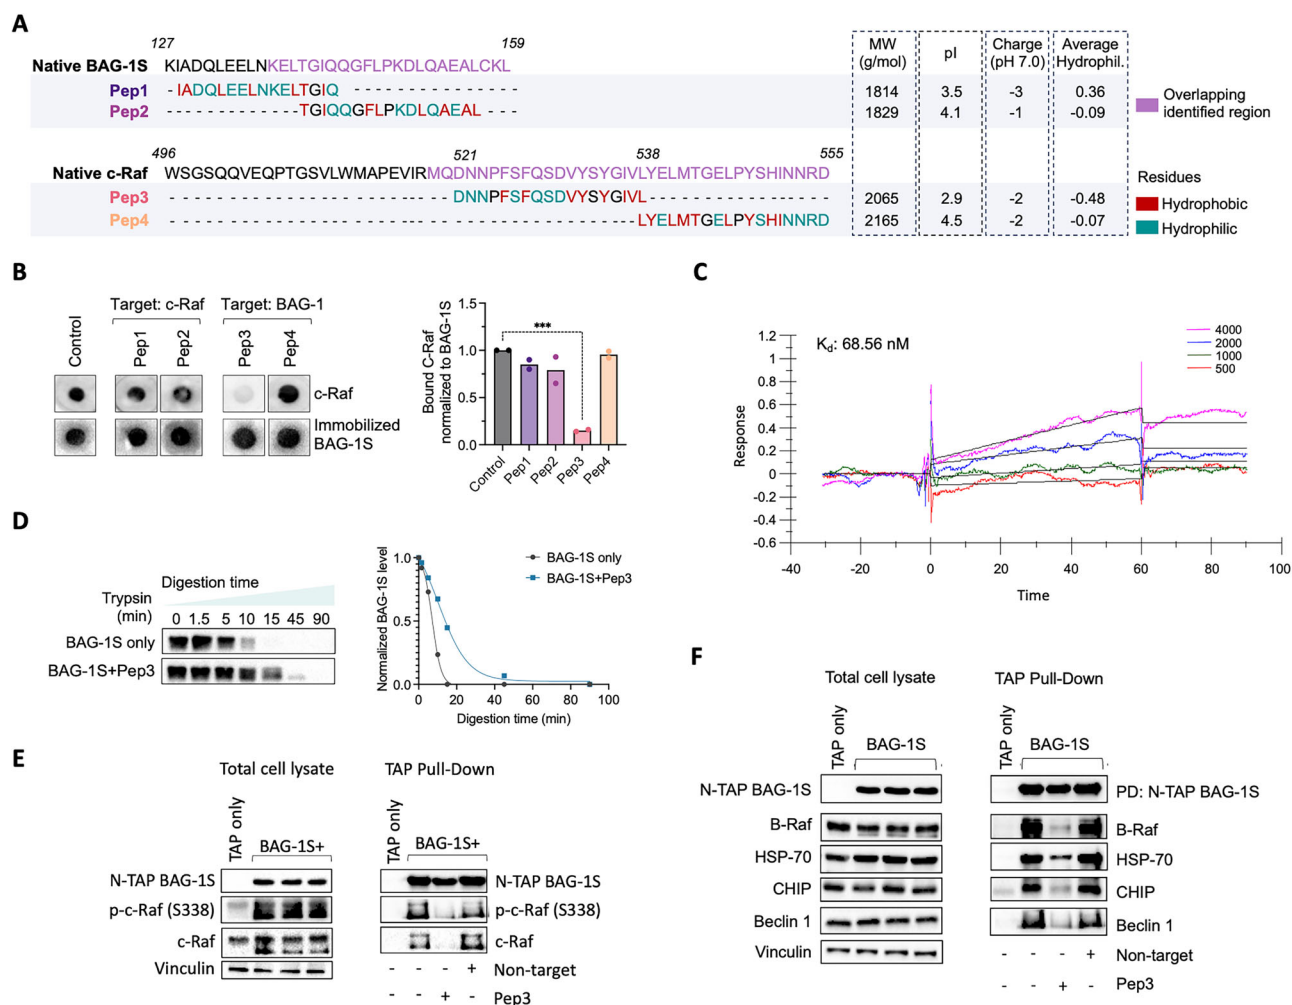 A
127 159
Native BAG-1S KIADQLEELNKELTGIQQGFLPKDLQAEALCKL
Pep1 - IADQLEELNKELTGIQ - - - - - - - - - - - - - - - -
Pep2 - - - - - - - - - - - - - TGIQQGFLPKDLQAEAL - - - -
496 521 538 555
Native c-Raf WSGSQQVEQPTGSVLWMAPEVIRMQDNNPFSFQSDVYSYGIVLYELMTGELPYSHINNRD
Pep3 DNNPFSFQSDVYSYGIVL
Pep4 LYELMTGELPYSHINNRD
MW (g/mol) pI Charge (pH 7.0) Average Hydrophil.
1814 3.5 -3 0.36
1829 4.1 -1 -0.09
2065 2.9 -2 -0.48
2165 4.5 -2 -0.07
Overlapping
identified region
Residues
Hydrophobic
Hydrophilic
B
Target: c-Raf Target: BAG-1
Control Pep1 Pep2 Pep3 Pep4
c-Raf
Immobilized
BAG-1S
Bound C-Raf
normalized to BAG-1S
1.5
1.0
0.5
0.0
***
Control Pep1 Pep2 Pep3 Pep4
C
Kd: 68.56 nM
4000
2000
1000
500
Response
1.2
1
0.8
0.6
0.4
0.2
0
-0.2
-0.4
-0.6
-40 -20 0 20 40 60 80 100
Time
D
Digestion time
Trypsin
(min) 0 1.5 5 10 15 45 90
BAG-1S only
BAG-1S+Pep3
Normalized BAG-1S level
1.0
0.5
0.0
0 20 40 60 80 100
Digestion time (min)
BAG-1S only
BAG-1S+Pep3
E
Total cell lysate TAP Pull-Down
TAP only BAG-1S+ TAP only BAG-1S+
N-TAP BAG-1S N-TAP BAG-1S
p-c-Raf (S338) p-c-Raf (S338)
c-Raf c-Raf
Vinculin
- - - + Non-target
- - + - Pep3
F
Total cell lysate TAP Pull-Down
TAP only BAG-1S TAP only BAG-1S
N-TAP BAG-1S PD: N-TAP BAG-1S
B-Raf B-Raf
HSP-70 HSP-70
CHIP CHIP
Beclin 1 Beclin 1
Vinculin
- - - + Non-target
- - + - Pep3